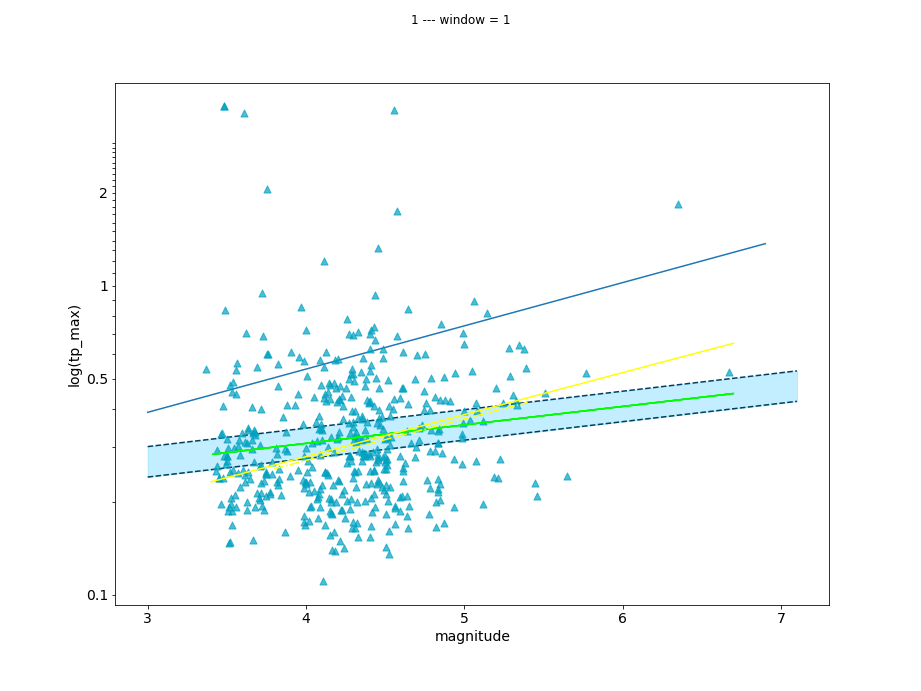 1 --- window = 1
log(tp_max)
2
1
0.5
0.1
3 4 5 6 7
magnitude